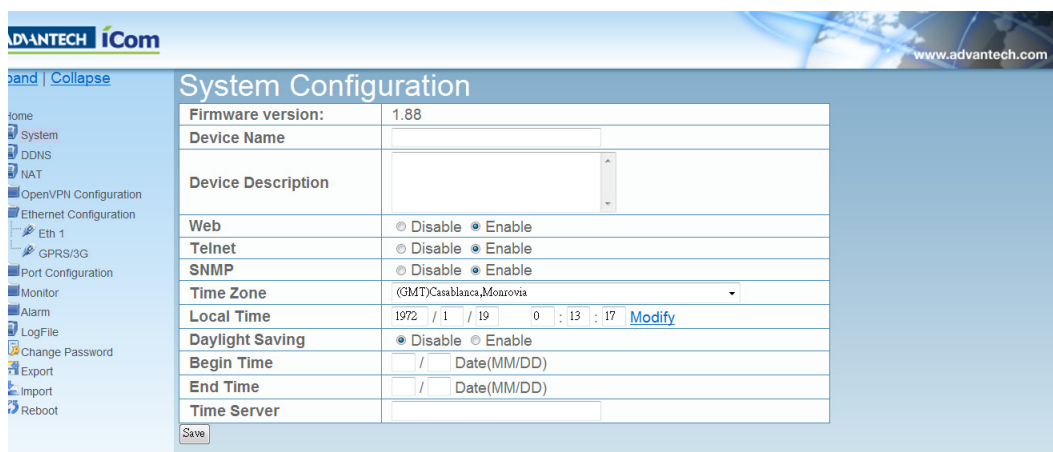 ADVANTECH iCom
www.advantech.com
pand | Collapse
Home
System
DDNS
NAT
OpenVPN Configuration
Ethernet Configuration
Eth 1
GPRS/3G
Port Configuration
Monitor
Alarm
LogFile
Change Password
Export
Import
Reboot
System Configuration
Firmware version: 1.88
Device Name
Device Description
Web Disable Enable
Telnet Disable Enable
SNMP Disable Enable
Time Zone (GMT)Casablanca,Monrovia
Local Time 1972 / 1 / 19 0 : 13 : 17 Modify
Daylight Saving Disable Enable
Begin Time / Date(MM/DD)
End Time / Date(MM/DD)
Time Server
Save